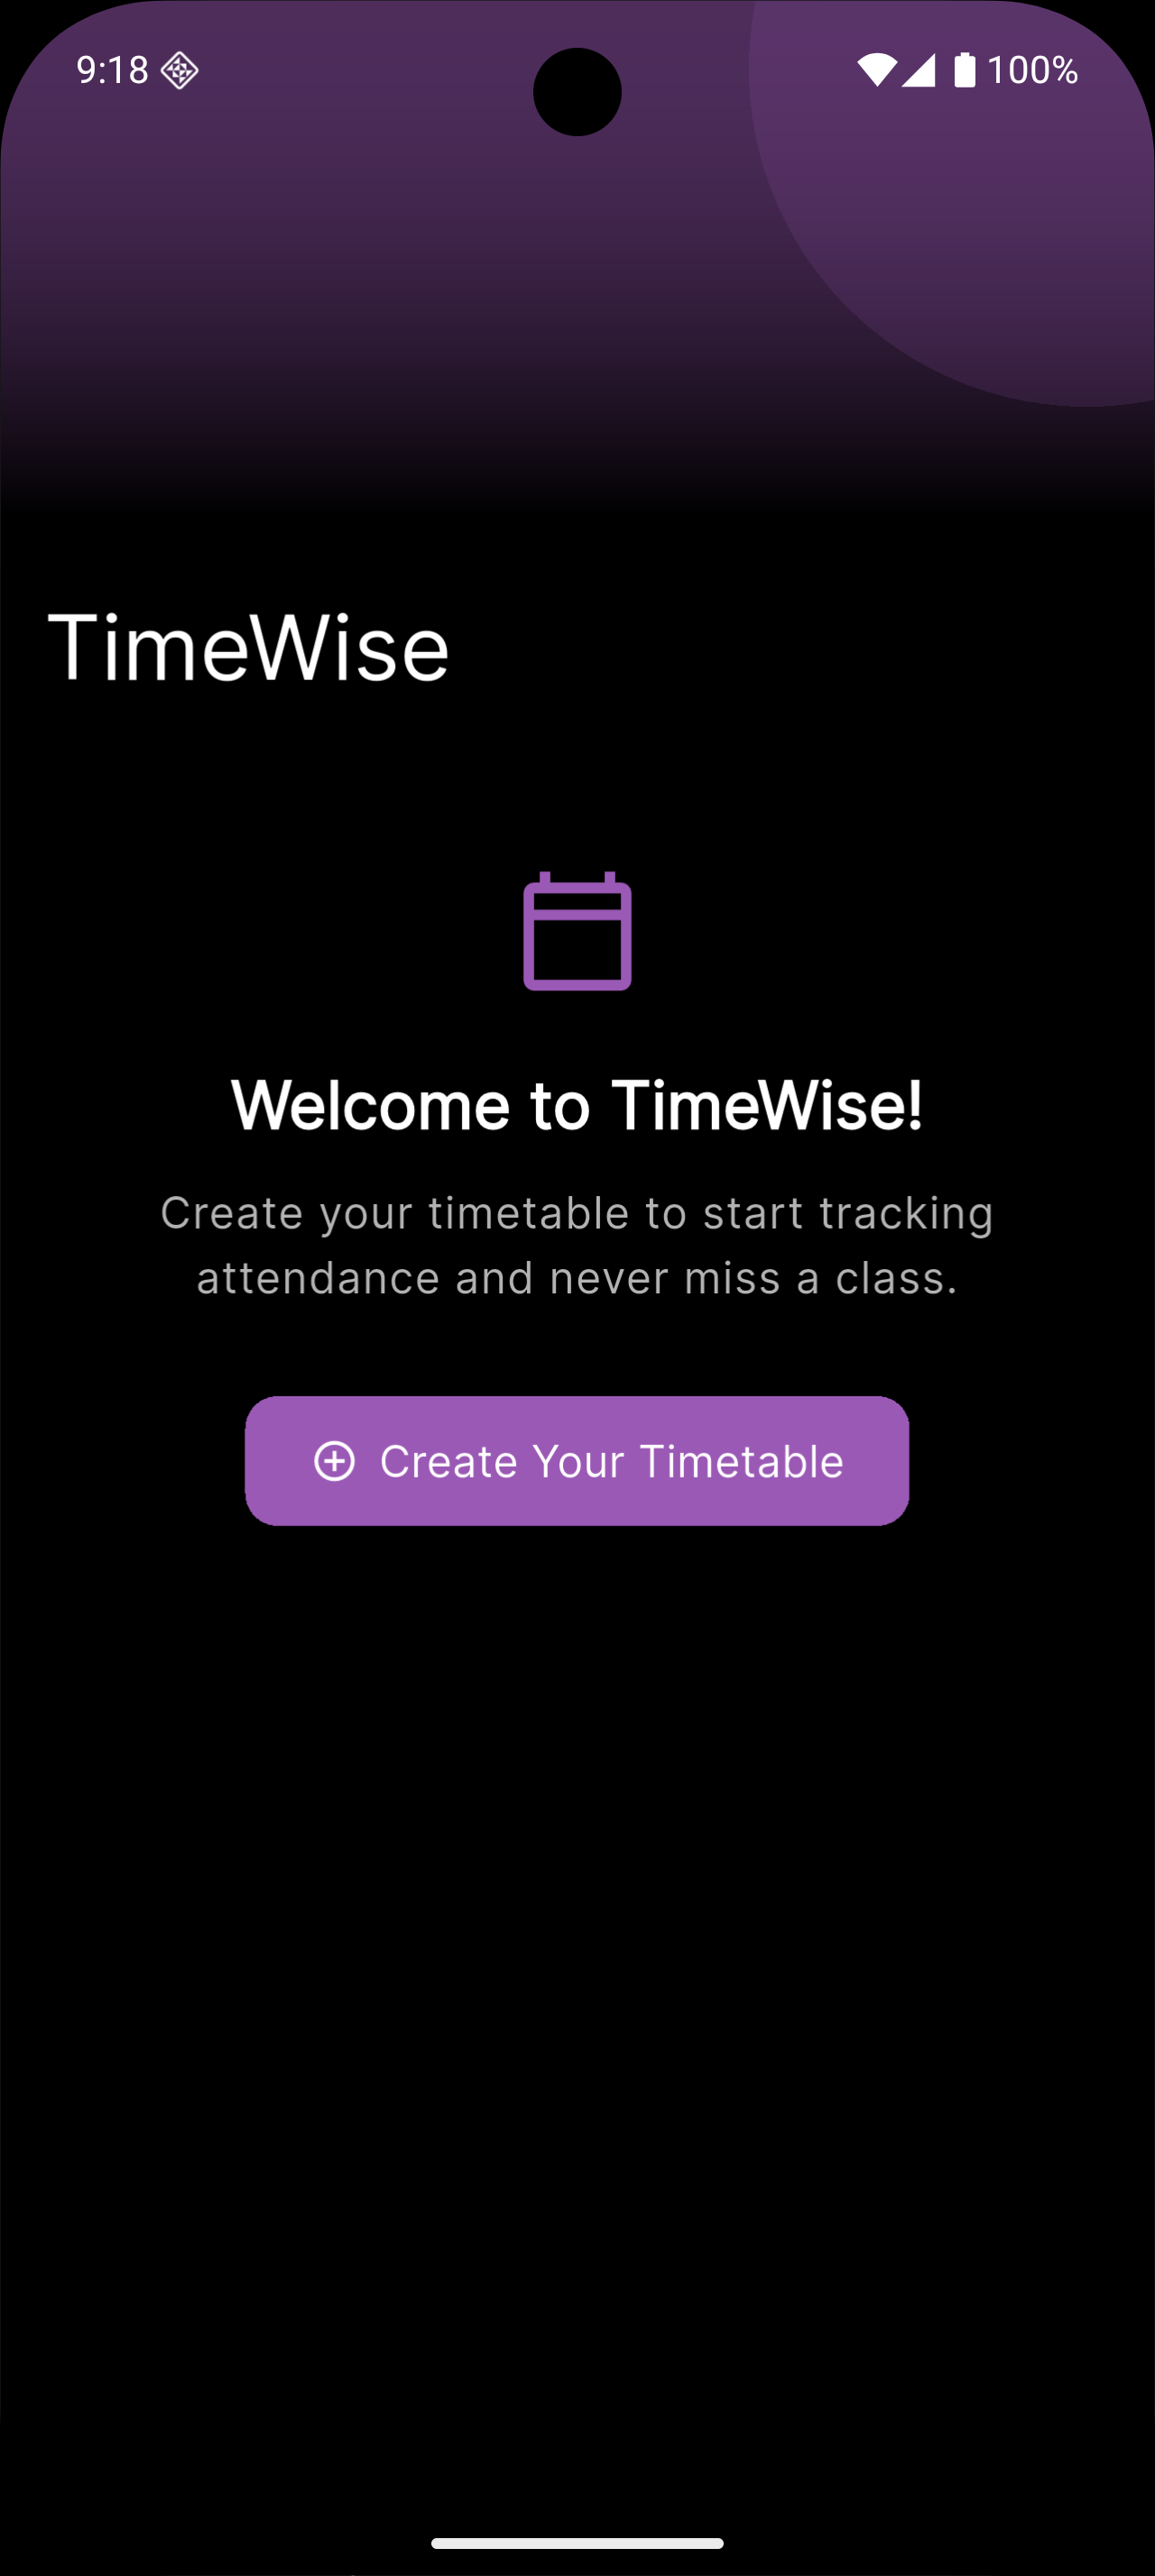 9:18 100%
TimeWise
Welcome to TimeWise!
Create your timetable to start tracking
attendance and never miss a class.
Create Your Timetable